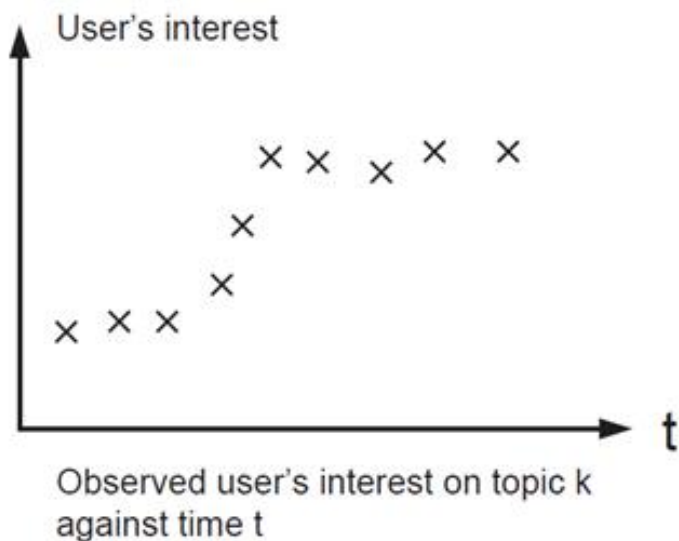 User's interest
t
Observed user's interest on topic k
against time t